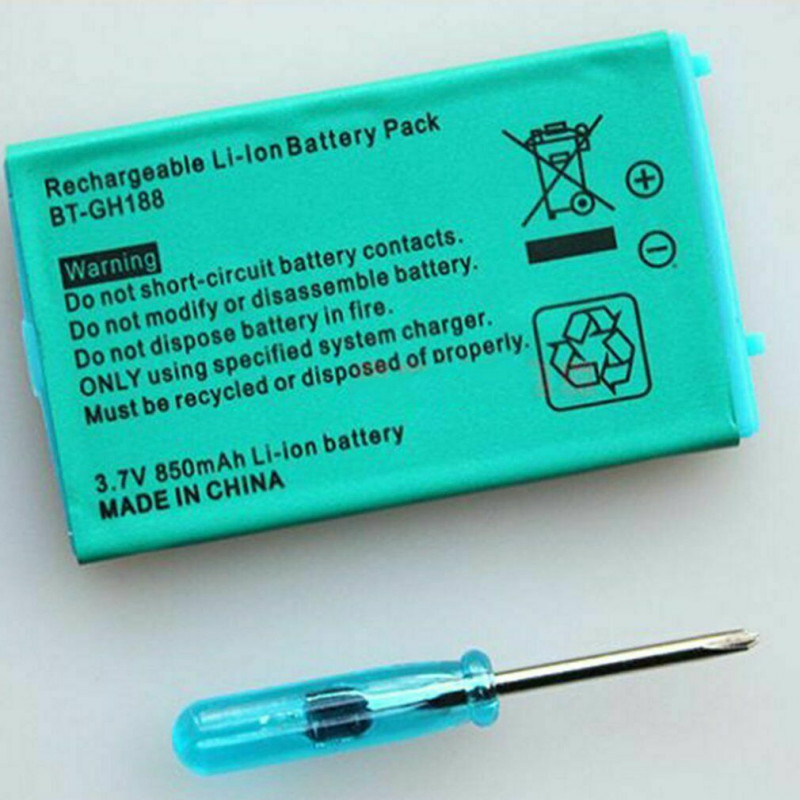 Rechargeable Li-Ion Battery Pack
BT-GH188
Warning
Do not short-circuit battery contacts.
Do not modify or disassemble battery.
Do not dispose battery in fire.
ONLY using specified system charger.
Must be recycled or disposed of properly.
3.7V 850mAh Li-ion battery
MADE IN CHINA
+
−